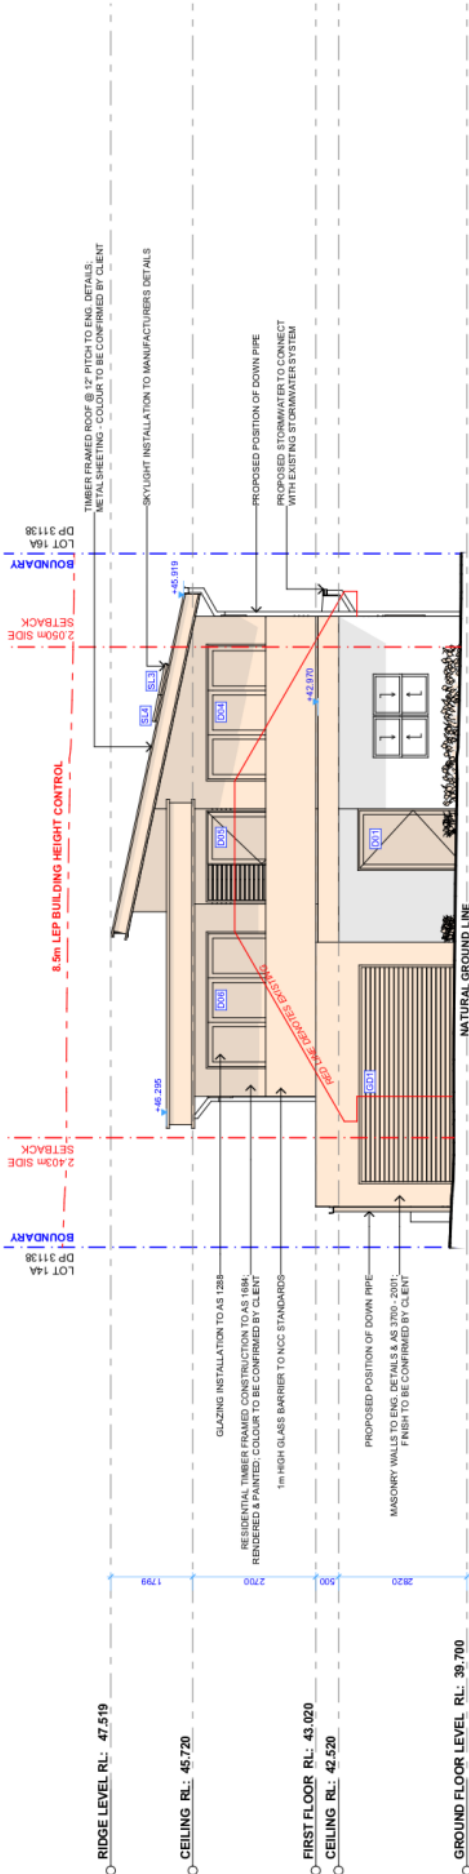 TIMBER FRAMED ROOF @ 12° PITCH TO ENG. DETAILS;
METAL SHEETING - COLOUR TO BE CONFIRMED BY CLIENT
SKYLIGHT INSTALLATION TO MANUFACTURERS DETAILS
PROPOSED POSITION OF DOWN PIPE
PROPOSED STORMWATER TO CONNECT
WITH EXISTING STORMWATER SYSTEM
LOT 16A
DP 31138
BOUNDARY
2.050m SIDE
SETBACK
+45.919
8.5m LEP BUILDING HEIGHT CONTROL
SL4
SL3
D04
+42.970
D05
D01
D06
RED LINE DENOTES EXISTING
GD1
NATURAL GROUND LINE
+46.295
2.403m SIDE
SETBACK
BOUNDARY
LOT 14A
DP 31138
GLAZING INSTALLATION TO AS 1288
RESIDENTIAL TIMBER FRAMED CONSTRUCTION TO AS 1684;
RENDERED & PAINTED; COLOUR TO BE CONFIRMED BY CLIENT
1m HIGH GLASS BARRIER TO NCC STANDARDS
PROPOSED POSITION OF DOWN PIPE
MASONRY WALLS TO ENG. DETAILS & AS 3700 - 2001;
FINISH TO BE CONFIRMED BY CLIENT
1799
2700
500
2820
RIDGE LEVEL RL: 47.519
CEILING RL: 45.720
FIRST FLOOR RL: 43.020
CEILING RL: 42.520
GROUND FLOOR LEVEL RL: 39.700